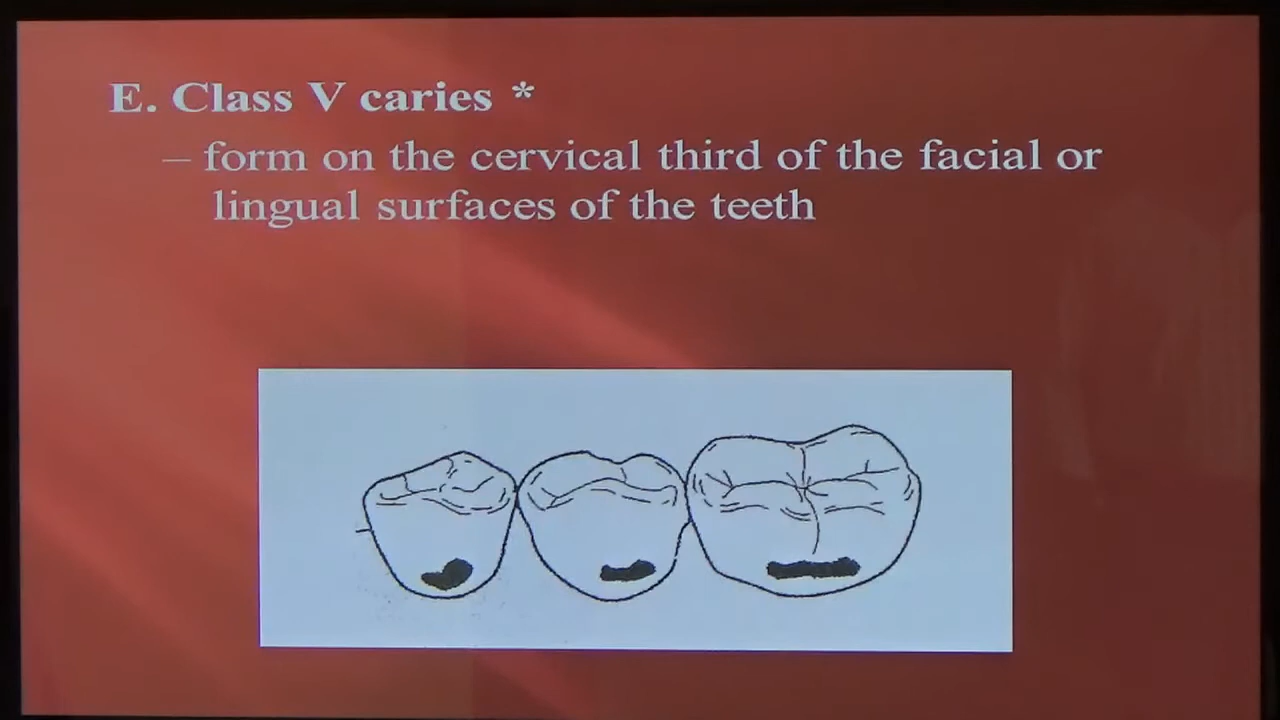 E. Class V caries *
– form on the cervical third of the facial or
lingual surfaces of the teeth